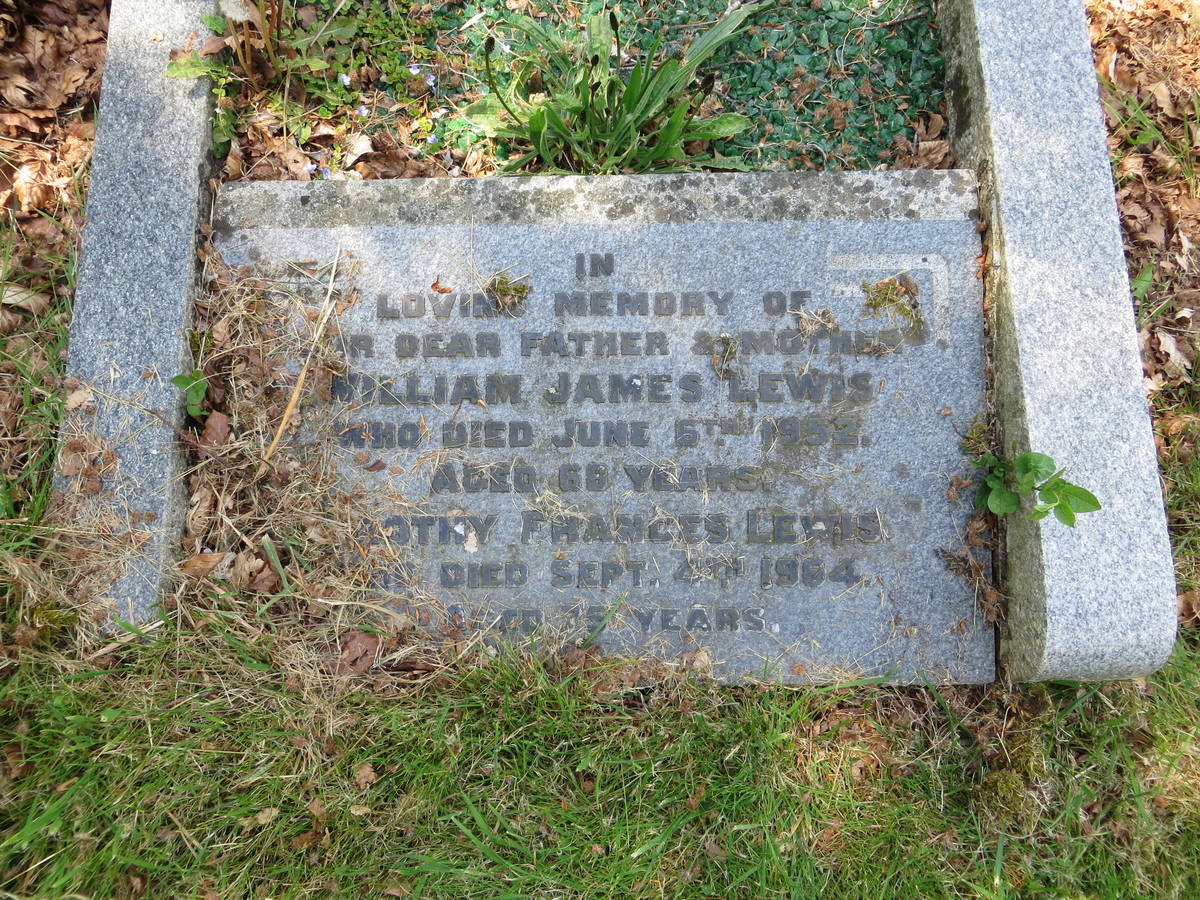 IN
LOVING MEMORY OF
OUR DEAR FATHER & MOTHER
WILLIAM JAMES LEWIS
WHO DIED JUNE 6TH 1952.
AGED 68 YEARS.
FRANCES LEWIS.
DIED SEPT. 4TH 1964.
YEARS.